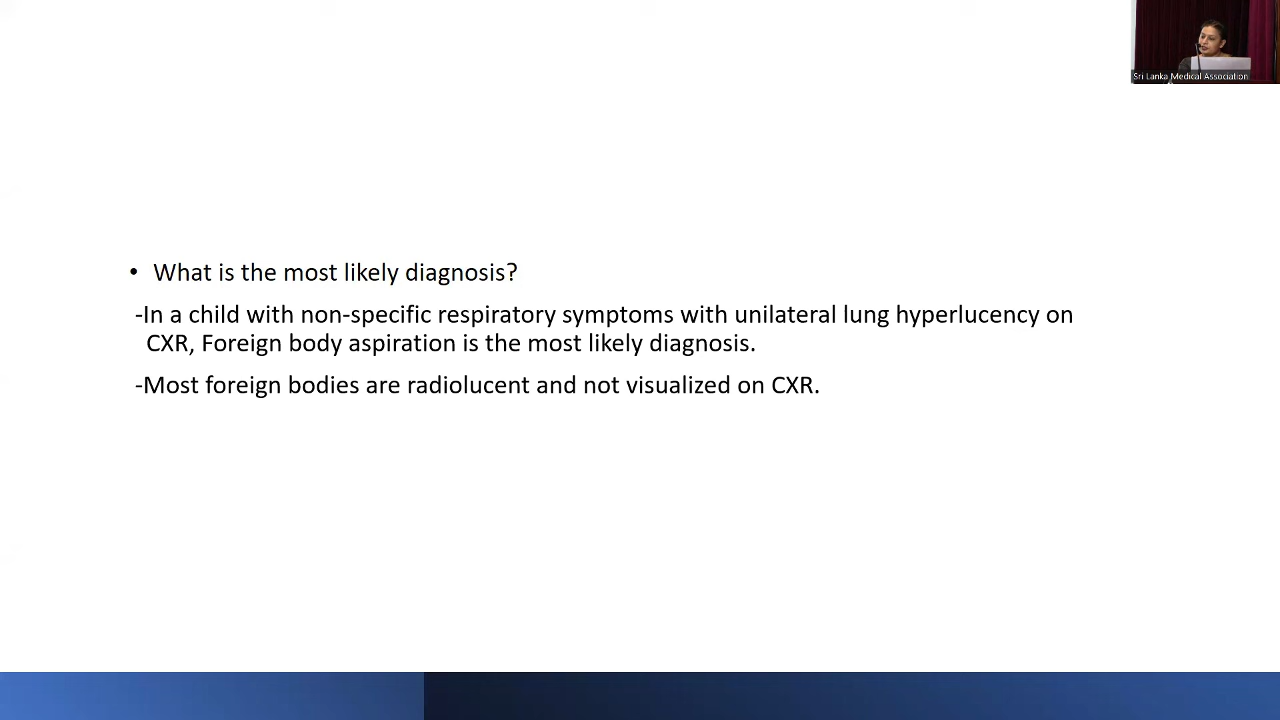 Sri Lanka Medical Association
• What is the most likely diagnosis?
-In a child with non-specific respiratory symptoms with unilateral lung hyperlucency on
CXR, Foreign body aspiration is the most likely diagnosis.
-Most foreign bodies are radiolucent and not visualized on CXR.